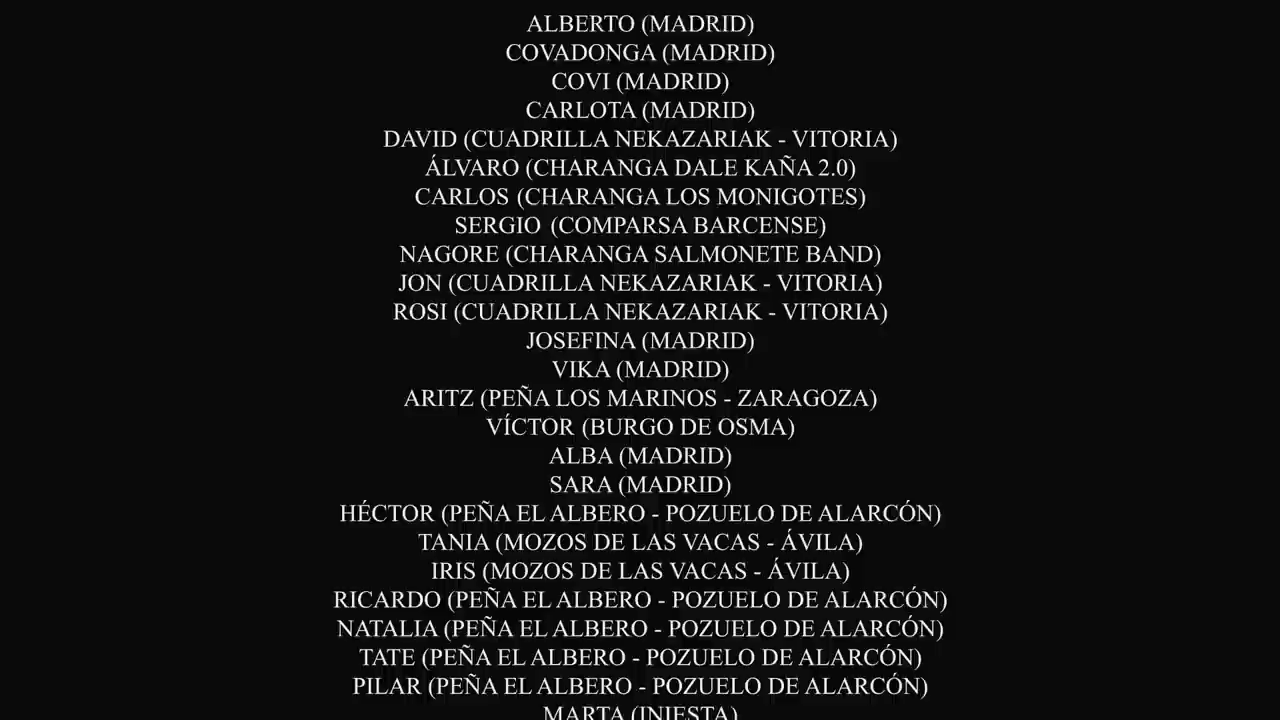 ALBERTO (MADRID)
COVADONGA (MADRID)
COVI (MADRID)
CARLOTA (MADRID)
DAVID (CUADRILLA NEKAZARIAK - VITORIA)
ÁLVARO (CHARANGA DALE KAÑA 2.0)
CARLOS (CHARANGA LOS MONIGOTES)
SERGIO (COMPARSA BARCENSE)
NAGORE (CHARANGA SALMONETE BAND)
JON (CUADRILLA NEKAZARIAK - VITORIA)
ROSI (CUADRILLA NEKAZARIAK - VITORIA)
JOSEFINA (MADRID)
VIKA (MADRID)
ARITZ (PEÑA LOS MARINOS - ZARAGOZA)
VÍCTOR (BURGO DE OSMA)
ALBA (MADRID)
SARA (MADRID)
HÉCTOR (PEÑA EL ALBERO - POZUELO DE ALARCÓN)
TANIA (MOZOS DE LAS VACAS - ÁVILA)
IRIS (MOZOS DE LAS VACAS - ÁVILA)
RICARDO (PEÑA EL ALBERO - POZUELO DE ALARCÓN)
NATALIA (PEÑA EL ALBERO - POZUELO DE ALARCÓN)
TATE (PEÑA EL ALBERO - POZUELO DE ALARCÓN)
PILAR (PEÑA EL ALBERO - POZUELO DE ALARCÓN)
MARTA (INIESTA)